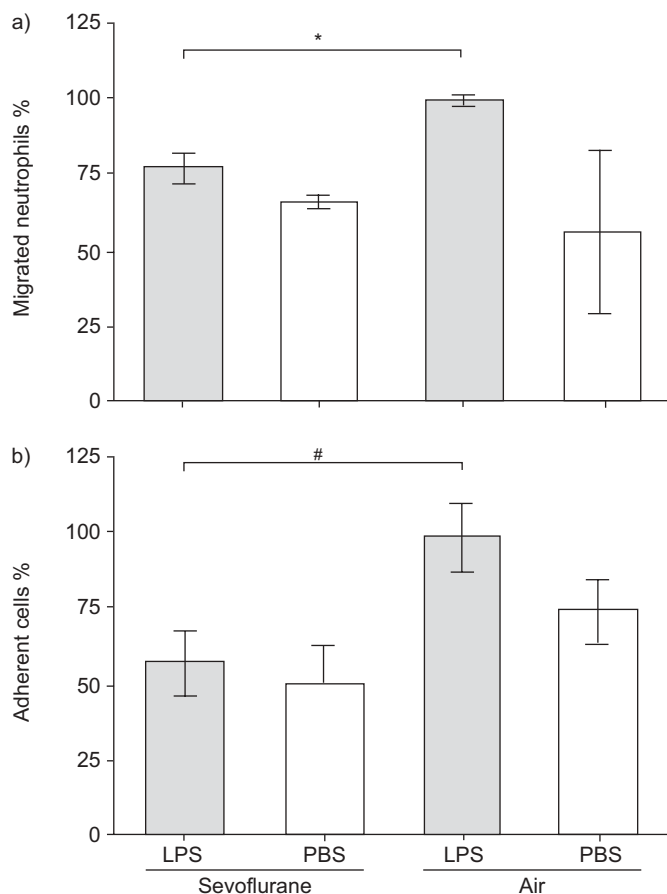 a)
125
100
75
50
25
0
Migrated neutrophils %
*
b)
125
100
75
50
25
0
Adherent cells %
#
LPS PBS LPS PBS
Sevoflurane Air